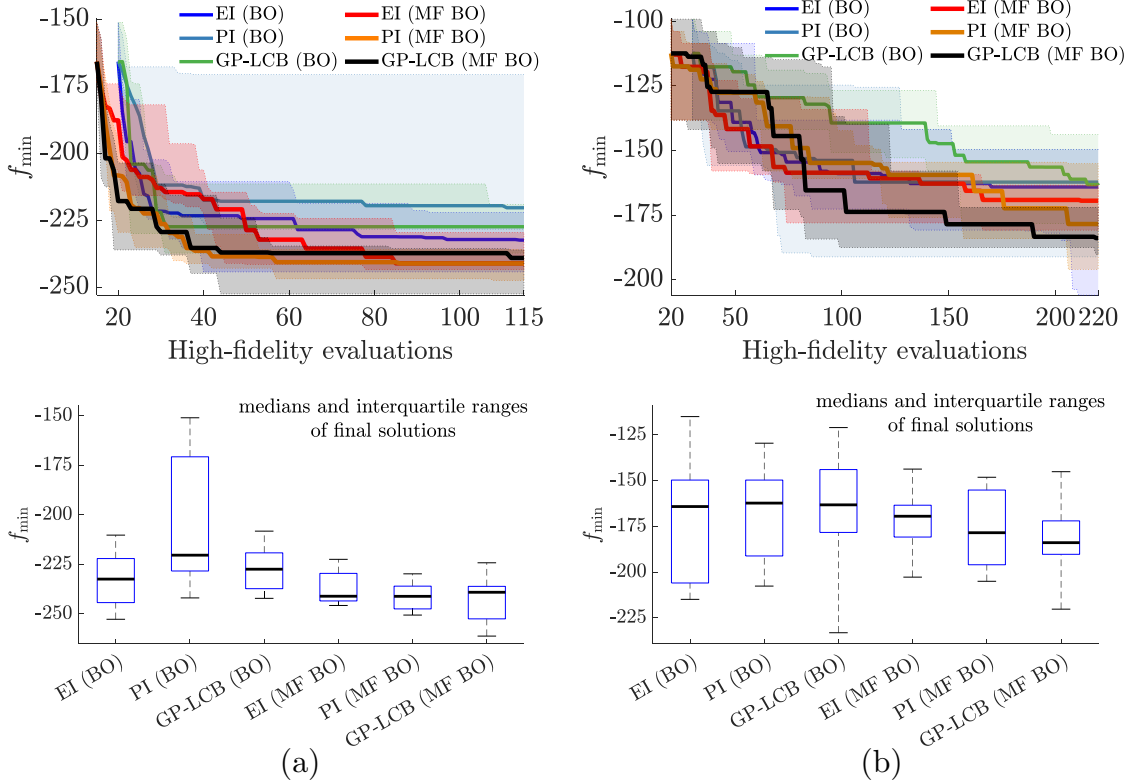 -150
-175
-200
-225
-250
f_min
EI (BO)
PI (BO)
GP-LCB (BO)
EI (MF BO)
PI (MF BO)
GP-LCB (MF BO)
20
40
60
80
100
115
High-fidelity evaluations
-100
-125
-150
-175
-200
f_min
EI (BO)
PI (BO)
GP-LCB (BO)
EI (MF BO)
PI (MF BO)
GP-LCB (MF BO)
20
50
100
150
200
220
High-fidelity evaluations
-150
-175
-200
-225
-250
f_min
medians and interquartile ranges
of final solutions
EI (BO)
PI (BO)
GP-LCB (BO)
EI (MF BO)
PI (MF BO)
GP-LCB (MF BO)
(a)
-125
-150
-175
-200
-225
f_min
medians and interquartile ranges
of final solutions
EI (BO)
PI (BO)
GP-LCB (BO)
EI (MF BO)
PI (MF BO)
GP-LCB (MF BO)
(b)